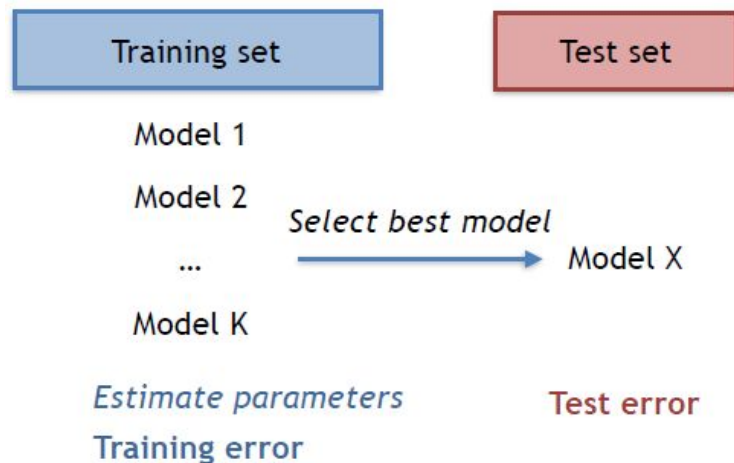 Training set
Test set
Model 1
Model 2
Select best model
...
Model X
Model K
Estimate parameters
Test error
Training error